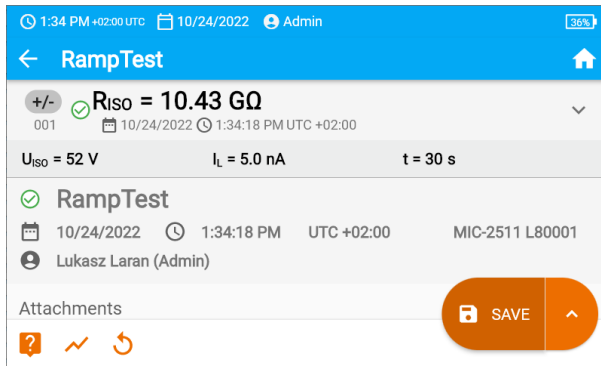 1:34 PM +02:00 UTC 10/24/2022 Admin 36%
RampTest
+/- RISO = 10.43 GΩ
001 10/24/2022 1:34:18 PM UTC +02:00
UISO = 52 V IL = 5.0 nA t = 30 s
RampTest
10/24/2022 1:34:18 PM UTC +02:00 MIC-2511 L80001
Lukasz Laran (Admin)
Attachments
SAVE
?